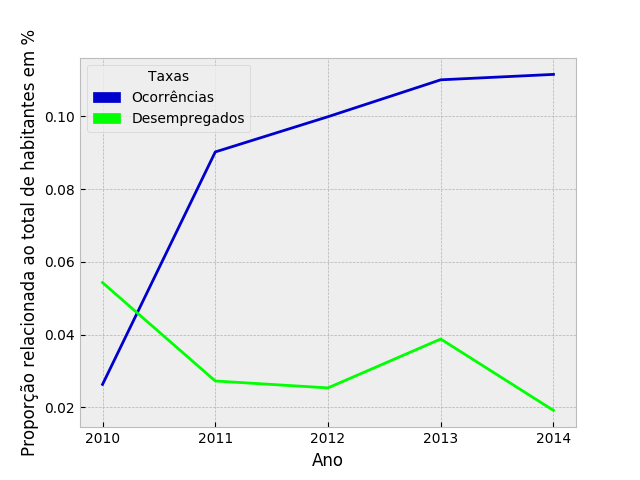 Proporção relacionada ao total de habitantes em %
Taxas
Ocorrências
Desempregados
0.10
0.08
0.06
0.04
0.02
2010 2011 2012 2013 2014
Ano